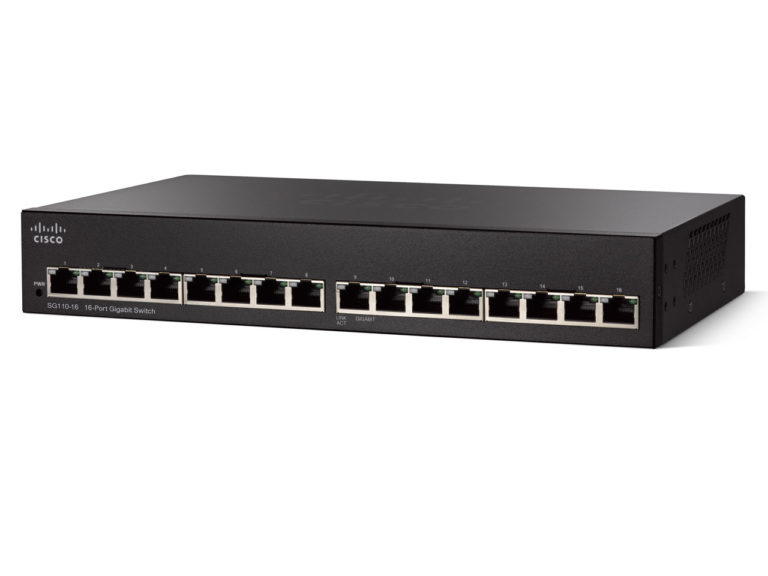 CISCO
1 2 3 4 5 6 7 8 9 10 11 12 13 14 15 16
PWR
SG110-16 16-Port Gigabit Switch
LINK
ACT
GIGABIT